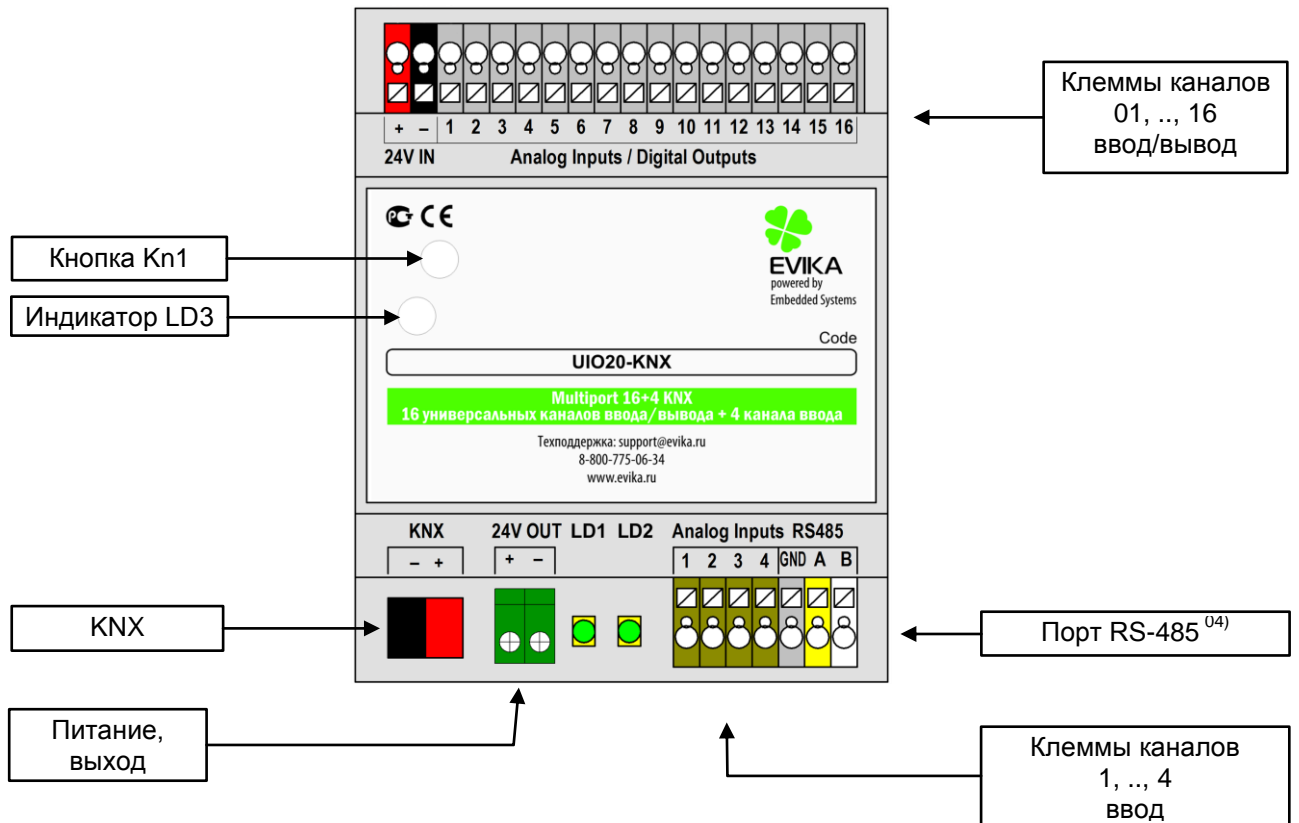 + – 1 2 3 4 5 6 7 8 9 10 11 12 13 14 15 16
24V IN Analog Inputs / Digital Outputs
Клеммы каналов
01, .., 16
ввод/вывод
РСТ CE
Кнопка Kn1
Индикатор LD3
EVIKA
powered by
Embedded Systems
Code
UIO20-KNX
Multiport 16+4 KNX
16 универсальных каналов ввода/вывода + 4 канала ввода
Техподдержка: support@evika.ru
8-800-775-06-34
www.evika.ru
KNX 24V OUT LD1 LD2 Analog Inputs RS485
– + + – 1 2 3 4 GND A B
KNX
Порт RS-485 04)
Питание,
выход
Клеммы каналов
1, .., 4
ввод